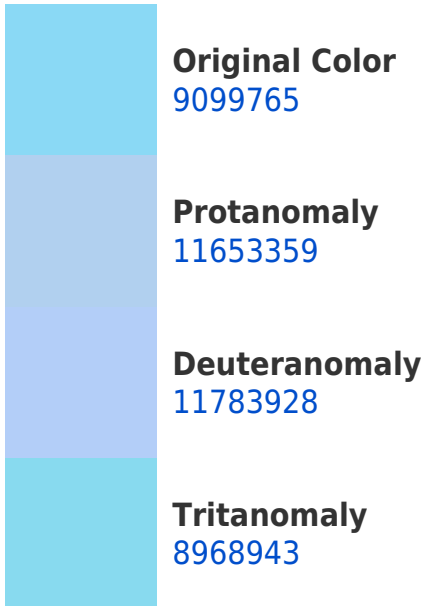 Original Color
9099765
Protanomaly
11653359
Deuteranomaly
11783928
Tritanomaly
8968943